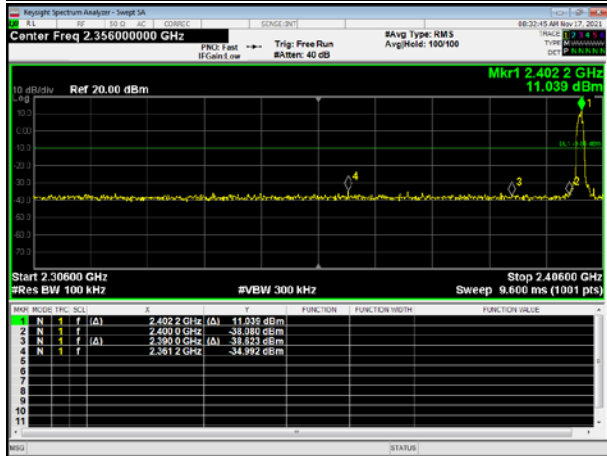 Keysight Spectrum Analyzer - Swept SA
RL RF 50 Ω AC CORREC SENSE:INT 08:32:45 AM Nov 17, 2021
Center Freq 2.356000000 GHz #Avg Type: RMS TRACE 1 2 3 4 5 6
PNO: Fast Trig: Free Run Avg|Hold: 100/100 TYPE M
IFGain:Low #Atten: 40 dB DET P N N N N N
Mkr1 2.402 2 GHz
10 dB/div Ref 20.00 dBm 11.039 dBm
Log
1
10.0
0.00
-10.0
-20.0
4 3 2
-30.0
-40.0
-50.0
-60.0
-70.0
Start 2.30600 GHz Stop 2.40600 GHz
#Res BW 100 kHz #VBW 300 kHz Sweep 9.600 ms (1001 pts)
MKR MODE TRC SCL X Y FUNCTION FUNCTION WIDTH FUNCTION VALUE
1 N 1 f (Δ) 2.402 2 GHz (Δ) 11.039 dBm
2 N 1 f 2.400 0 GHz -38.080 dBm
3 N 1 f (Δ) 2.390 0 GHz (Δ) -38.623 dBm
4 N 1 f 2.361 2 GHz -34.992 dBm
5
6
7
8
9
10
11
MSG STATUS